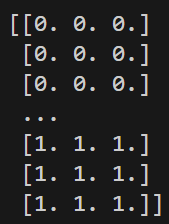 [[0. 0. 0.]
 [0. 0. 0.]
 [0. 0. 0.]
 ...
 [1. 1. 1.]
 [1. 1. 1.]
 [1. 1. 1.]]